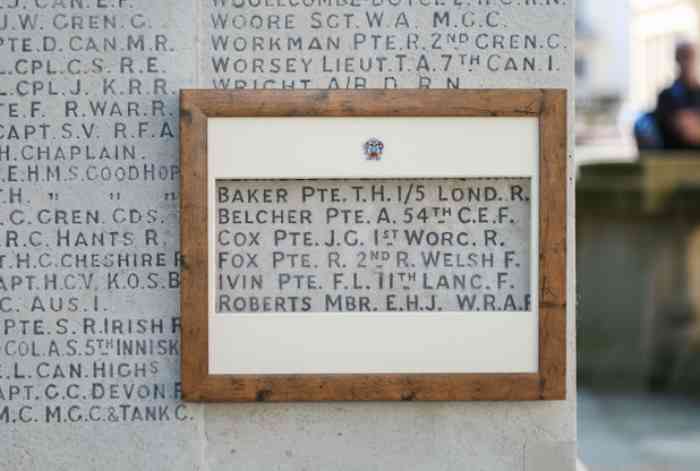 J.W. CREN. G.
PTE.D. CAN.M.R.
L.CPL.C.S. R.E.
CPL.J. K.R.R.
TE.F. R.WAR.R.
CAPT.S.V. R.F.A
H. CHAPLAIN.
E.H.M.S.GOOD HOP
T.H. " "
C. GREN. GDS.
R.C. HANTS R.
T.H.C. CHESHIRE R
APT.H.C.V. K.O.S.B
C. AUS. I.
PTE.S. R.IRISH F
COL.A.S. 5TH INNISK
E.L. CAN.HIGHS
APT.G.C. DEVON.F
M.C. M.G.C.&TANK C.
WOORE SGT.W.A. M.G.C.
WORKMAN PTE.R. 2ND GREN.G.
WORSEY LIEUT.T.A. 7TH CAN.I.
WRIGHT A/B.D. R.N.
BAKER PTE.T.H. 1/5 LOND.R.
BELCHER PTE.A. 54TH C.E.F.
COX PTE.J.G. 1ST WORC.R.
FOX PTE.R. 2ND R.WELSH F.
IVIN PTE. F.L. 11TH LANC.F.
ROBERTS MBR. E.H.J. W.R.A.F